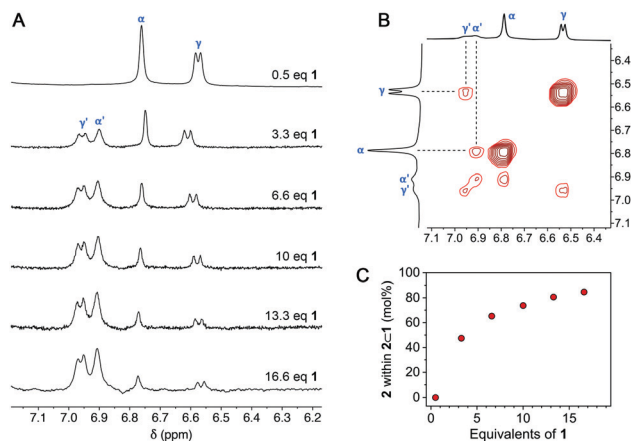 A
α
γ
0.5 eq 1
γ' α'
3.3 eq 1
6.6 eq 1
10 eq 1
13.3 eq 1
16.6 eq 1
7.1 7.0 6.9 6.8 6.7 6.6 6.5 6.4 6.3 6.2
δ (ppm)
B
γ' α' α γ
γ
α
α'
γ'
6.4
6.5
6.6
6.7
6.8
6.9
7.0
7.1
7.1 7.0 6.9 6.8 6.7 6.6 6.5 6.4
C
2 within 2⊂1 (mol%)
100
80
60
40
20
0
0 5 10 15
Equivalents of 1